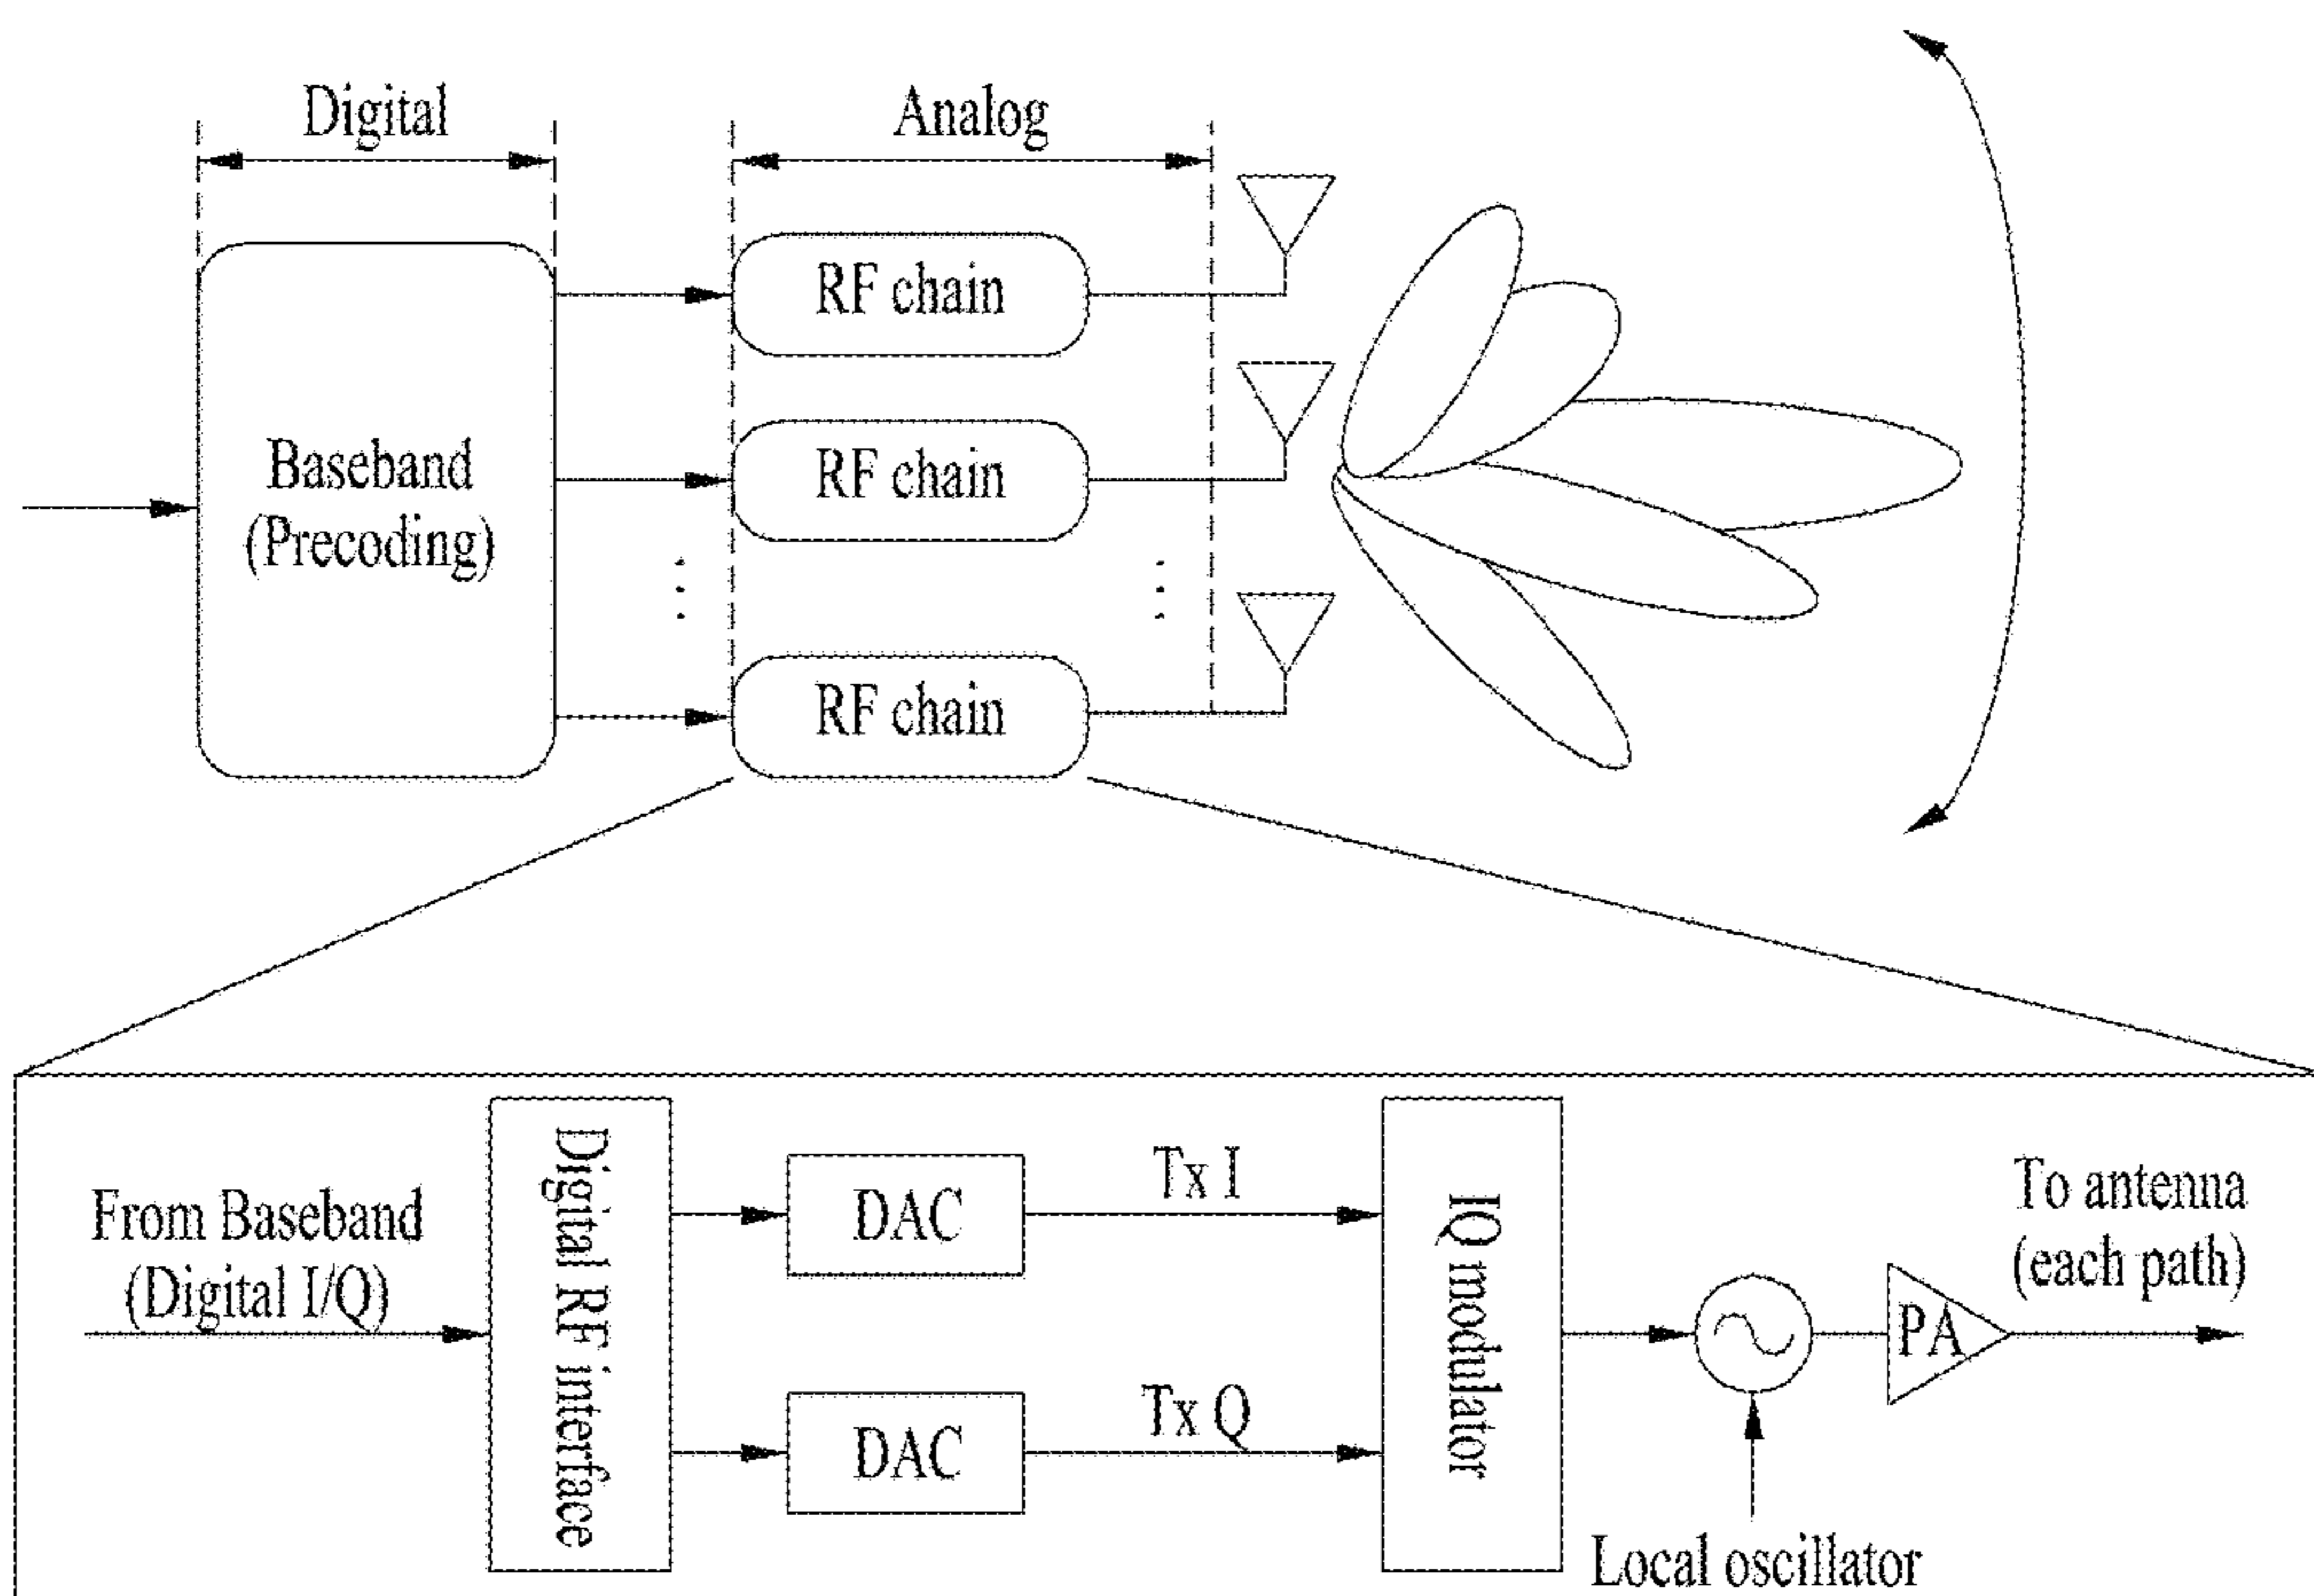 Digital
Analog
RF chain
Baseband
(Precoding)
RF chain
RF chain
From Baseband
(Digital I/Q)
Digital RF interface
DAC
Tx I
DAC
Tx Q
IQ modulator
PA
To antenna
(each path)
Local oscillator